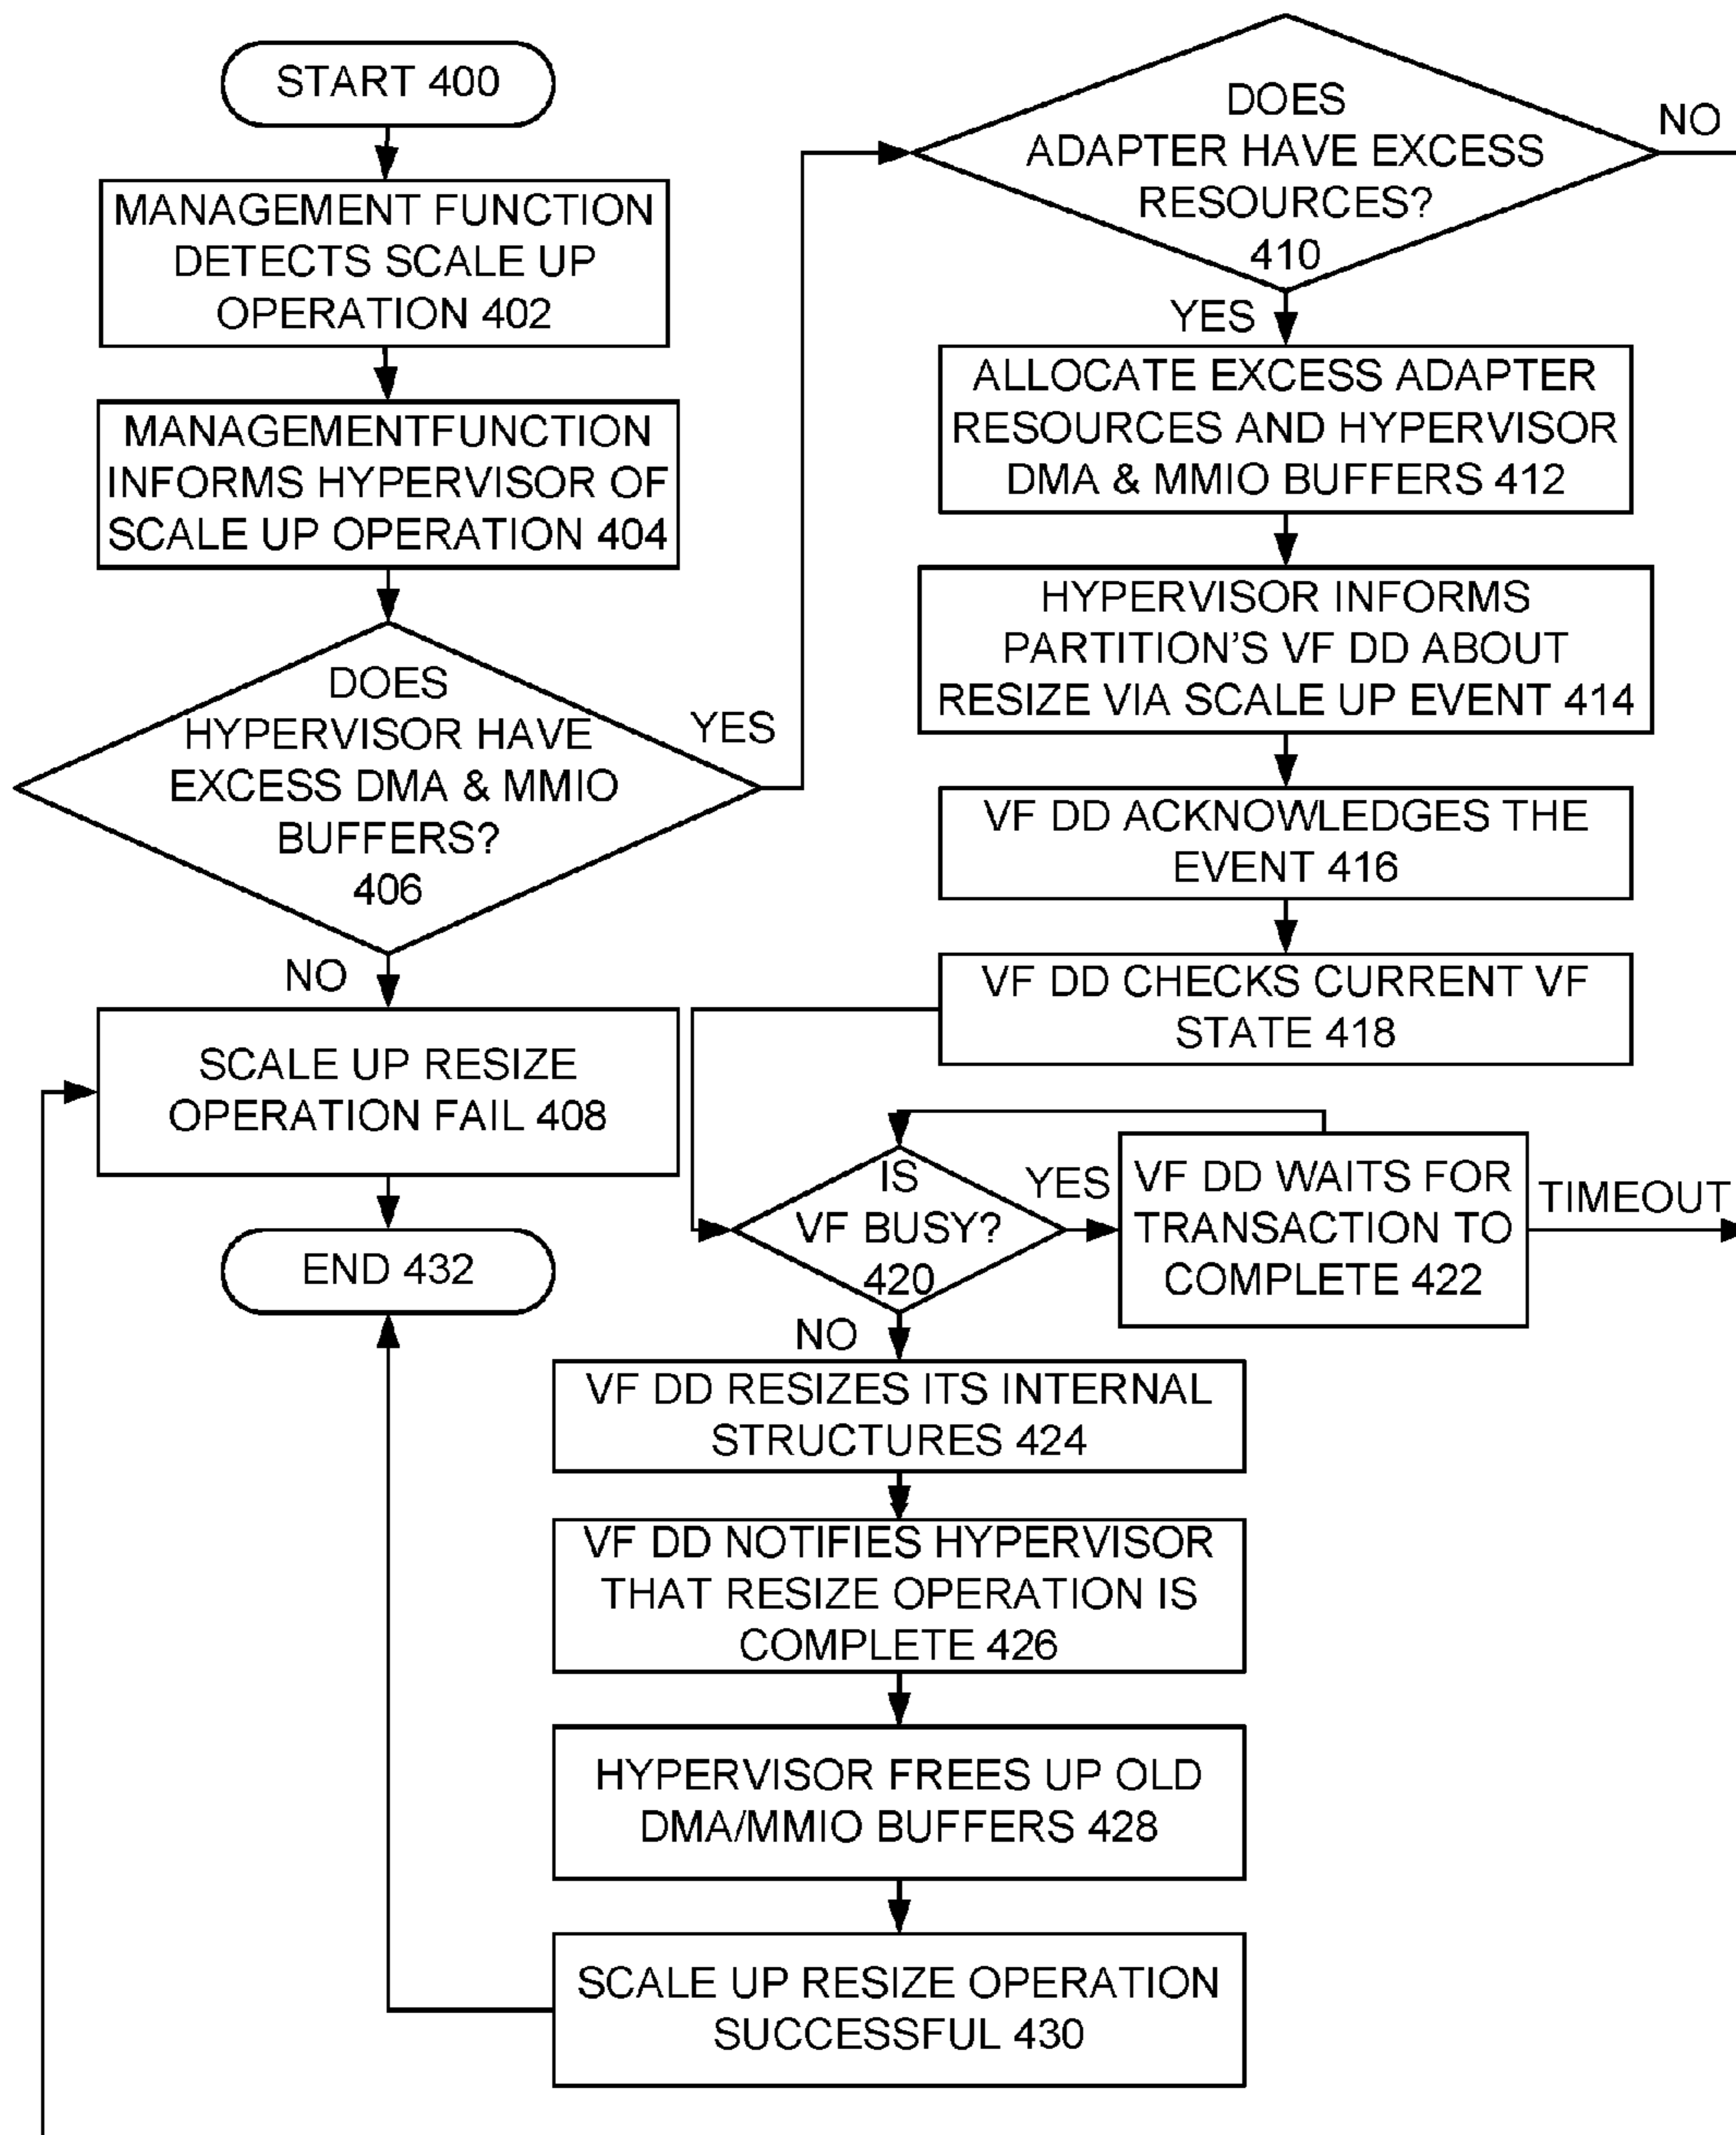 START 400
MANAGEMENT FUNCTION
DETECTS SCALE UP
OPERATION 402
MANAGEMENTFUNCTION
INFORMS HYPERVISOR OF
SCALE UP OPERATION 404
DOES
HYPERVISOR HAVE
EXCESS DMA & MMIO
BUFFERS?
406
YES
NO
SCALE UP RESIZE
OPERATION FAIL 408
END 432
DOES
ADAPTER HAVE EXCESS
RESOURCES?
410
NO
YES
ALLOCATE EXCESS ADAPTER
RESOURCES AND HYPERVISOR
DMA & MMIO BUFFERS 412
HYPERVISOR INFORMS
PARTITION'S VF DD ABOUT
RESIZE VIA SCALE UP EVENT 414
VF DD ACKNOWLEDGES THE
EVENT 416
VF DD CHECKS CURRENT VF
STATE 418
IS
VF BUSY?
420
YES
VF DD WAITS FOR
TRANSACTION TO
COMPLETE 422
TIMEOUT
NO
VF DD RESIZES ITS INTERNAL
STRUCTURES 424
VF DD NOTIFIES HYPERVISOR
THAT RESIZE OPERATION IS
COMPLETE 426
HYPERVISOR FREES UP OLD
DMA/MMIO BUFFERS 428
SCALE UP RESIZE OPERATION
SUCCESSFUL 430